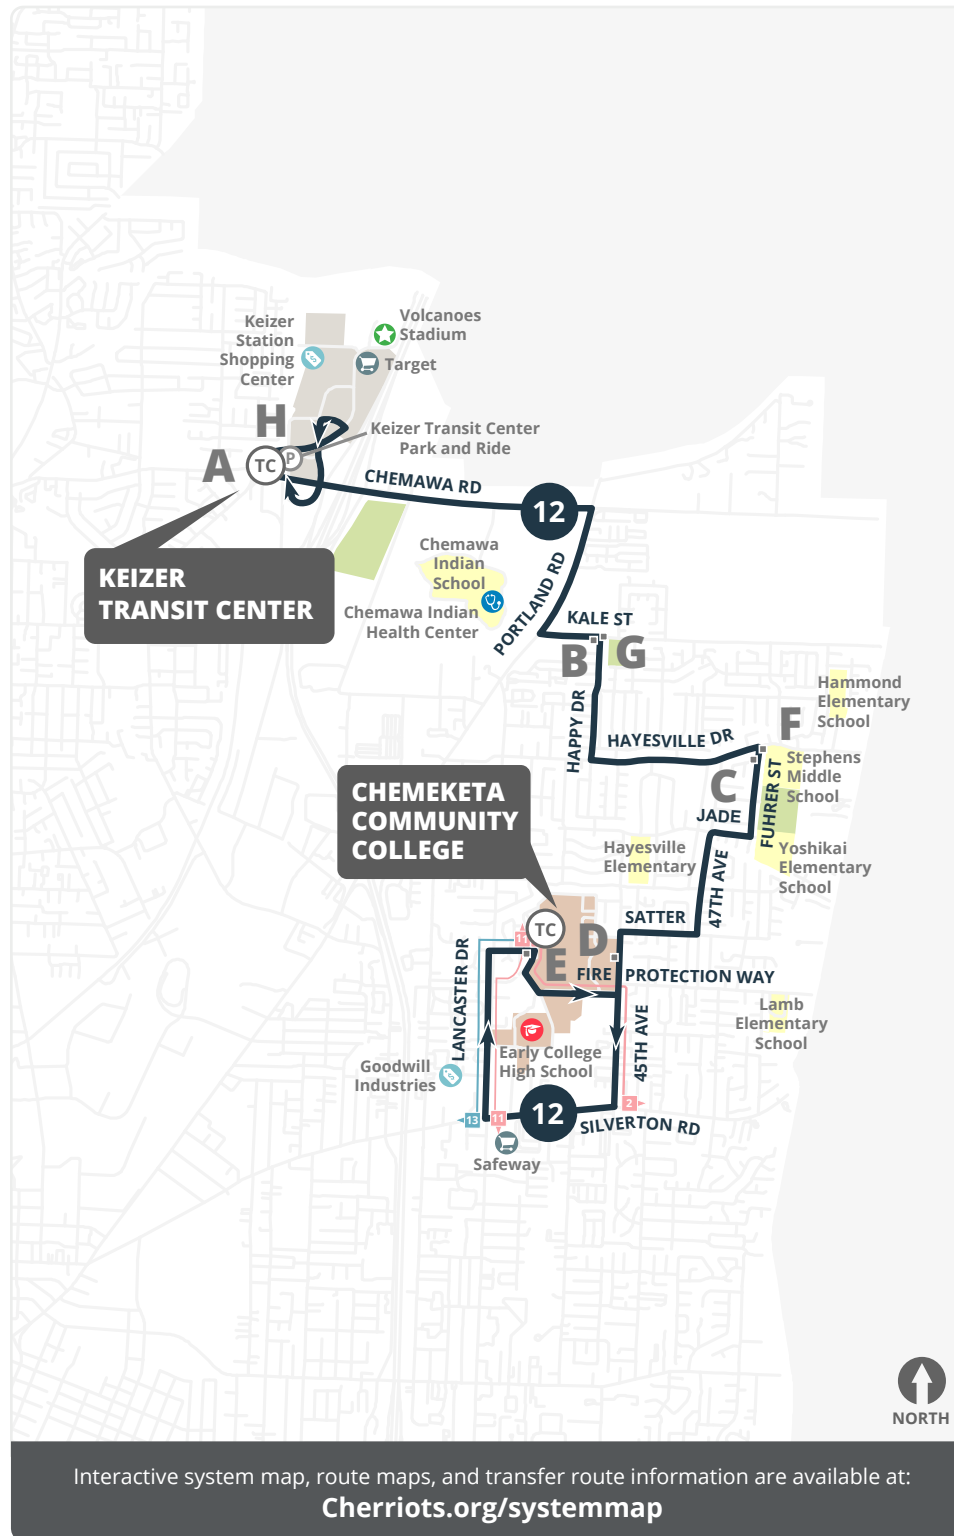 Volcanoes
Stadium
Keizer
Station
Shopping
Center
Target
H
Keizer Transit Center
Park and Ride
A
TC
P
CHEMAWA RD
12
KEIZER
TRANSIT CENTER
Chemawa
Indian
School
Chemawa Indian
Health Center
PORTLAND RD
KALE ST
B
G
HAPPY DR
HAYESVILLE DR
Hammond
Elementary
School
F
Stephens
Middle
School
C
FUHRER ST
JADE
CHEMEKETA
COMMUNITY
COLLEGE
Hayesville
Elementary
Yoshikai
Elementary
School
47TH AVE
SATTER
TC
11
D
E
FIRE PROTECTION WAY
LANCASTER DR
Lamb
Elementary
School
45TH AVE
Early College
High School
Goodwill
Industries
13
11
12
2
SILVERTON RD
Safeway
NORTH
Interactive system map, route maps, and transfer route information are available at:
Cherriots.org/systemmap